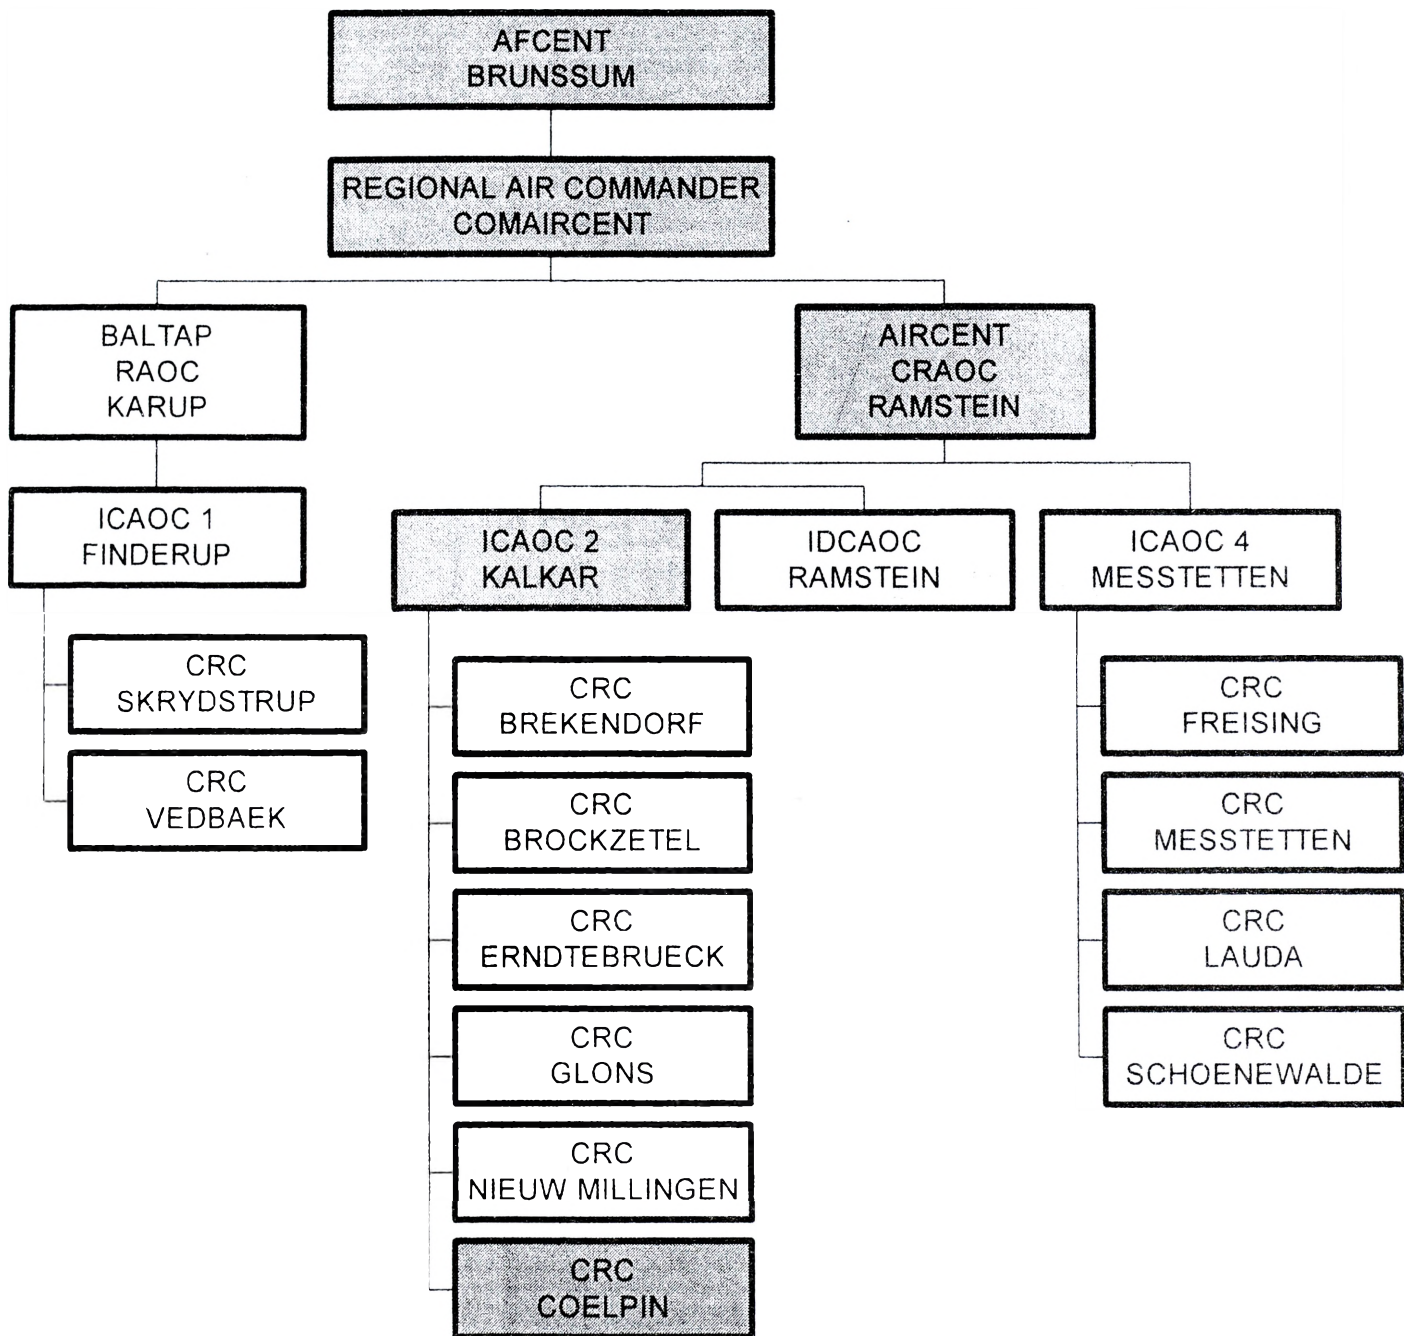 AFCENT
BRUNSSUM
REGIONAL AIR COMMANDER
COMAIRCENT
BALTAP
RAOC
KARUP
AIRCENT
CRAOC
RAMSTEIN
ICAOC 1
FINDERUP
ICAOC 2
KALKAR
IDCAOC
RAMSTEIN
ICAOC 4
MESSTETTEN
CRC
SKRYDSTRUP
CRC
VEDBAEK
CRC
BREKENDORF
CRC
BROCKZETEL
CRC
ERNDTEBRUECK
CRC
GLONS
CRC
NIEUW MILLINGEN
CRC
COELPIN
CRC
FREISING
CRC
MESSTETTEN
CRC
LAUDA
CRC
SCHOENEWALDE